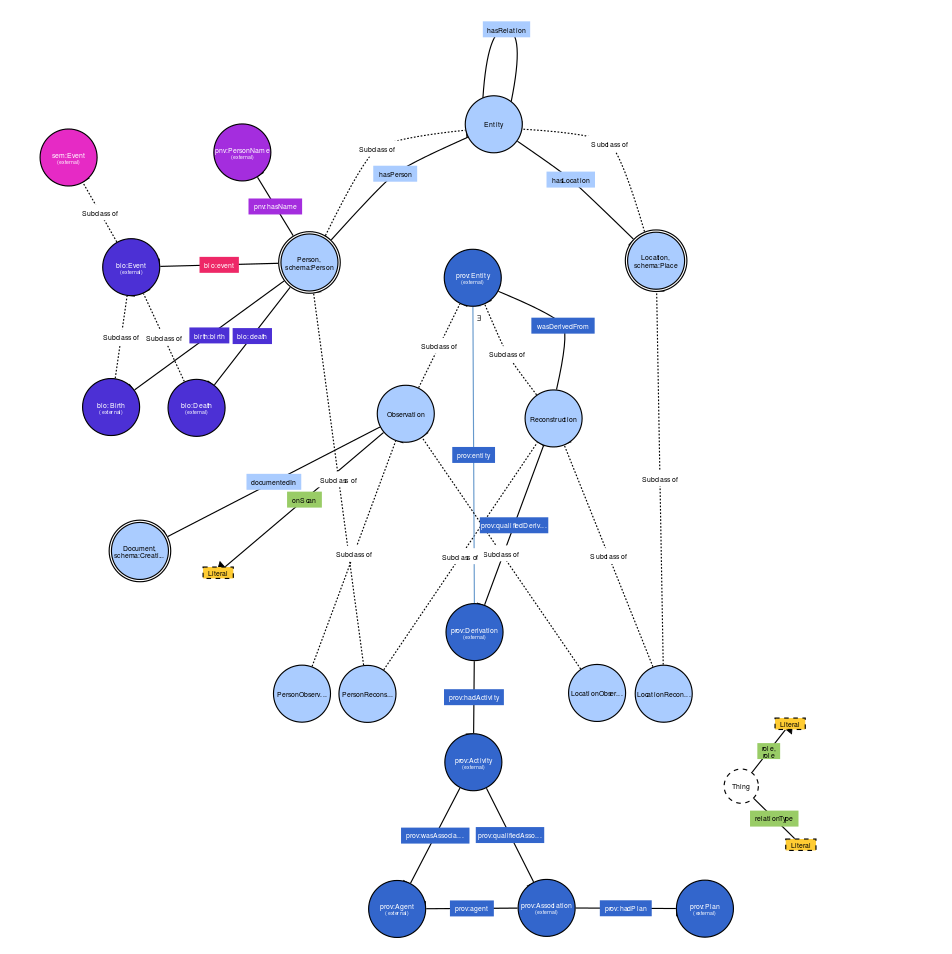 hasRelation
Entity
Subclass of
Subclass of
sem:Event
(external)
pnv:PersonName
(external)
hasPerson
hasLocation
pnv:hasName
Subclass of
Person,
schema:Person
Location,
schema:Place
bio:Event
(external)
bio:event
prov:Entity
(external)
∃
wasDerivedFrom
birth:birth
bio:death
Subclass of
Subclass of
Subclass of
Subclass of
bio:Birth
(external)
bio:Death
(external)
Observation
Reconstruction
prov:entity
documentedIn
Subclass of
Subclass of
onScan
prov:qualifiedDeriv...
Document,
schema:Creati...
Subclass of
Subclass of
Subclass of
Subclass of
Literal
prov:Derivation
(external)
PersonObserv...
PersonRecons...
LocationObser...
LocationRecon...
prov:hadActivity
Literal
role,
role
prov:Activity
(external)
Thing
relationType
prov:wasAssocia...
prov:qualifiedAsso...
Literal
prov:Agent
(external)
prov:agent
prov:Association
(external)
prov:hadPlan
prov:Plan
(external)